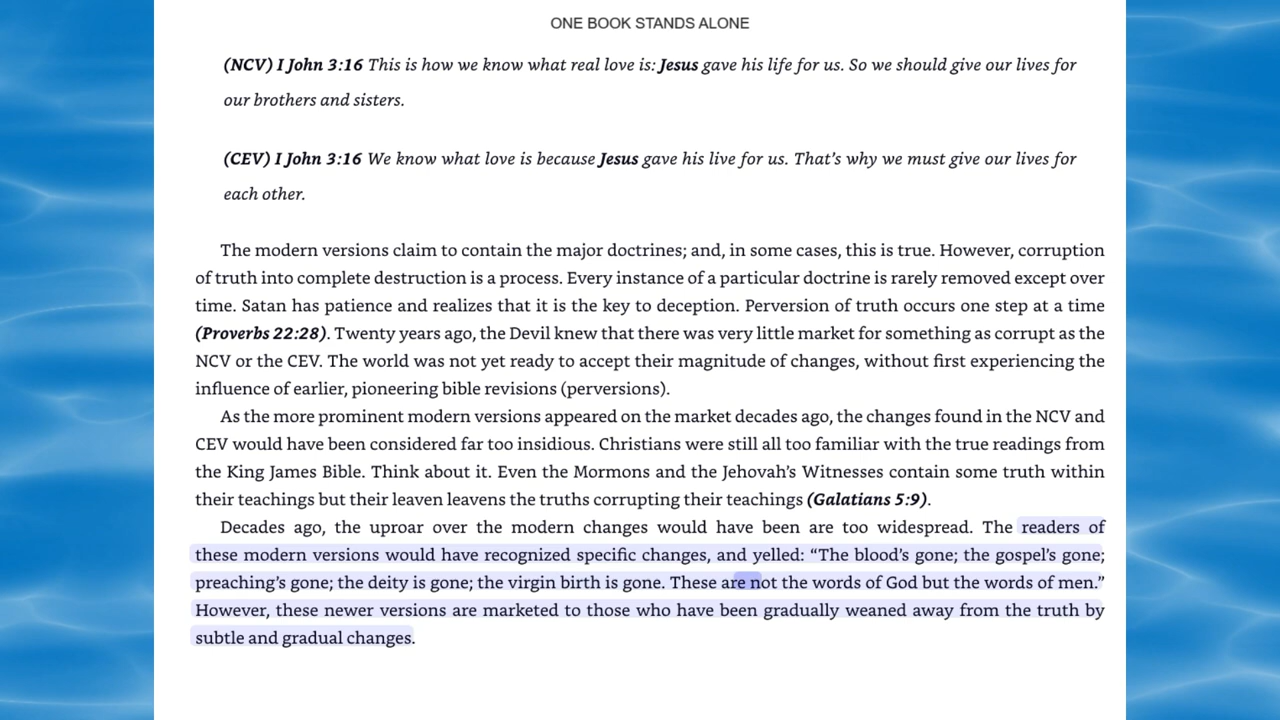 ONE BOOK STANDS ALONE
(NCV) I John 3:16 This is how we know what real love is: Jesus gave his life for us. So we should give our lives for
our brothers and sisters.
(CEV) I John 3:16 We know what love is because Jesus gave his live for us. That’s why we must give our lives for
each other.
The modern versions claim to contain the major doctrines; and, in some cases, this is true. However, corruption
of truth into complete destruction is a process. Every instance of a particular doctrine is rarely removed except over
time. Satan has patience and realizes that it is the key to deception. Perversion of truth occurs one step at a time
(Proverbs 22:28). Twenty years ago, the Devil knew that there was very little market for something as corrupt as the
NCV or the CEV. The world was not yet ready to accept their magnitude of changes, without first experiencing the
influence of earlier, pioneering bible revisions (perversions).
As the more prominent modern versions appeared on the market decades ago, the changes found in the NCV and
CEV would have been considered far too insidious. Christians were still all too familiar with the true readings from
the King James Bible. Think about it. Even the Mormons and the Jehovah’s Witnesses contain some truth within
their teachings but their leaven leavens the truths corrupting their teachings (Galatians 5:9).
Decades ago, the uproar over the modern changes would have been are too widespread. The readers of
these modern versions would have recognized specific changes, and yelled: “The blood’s gone; the gospel’s gone;
preaching’s gone; the deity is gone; the virgin birth is gone. These are not the words of God but the words of men.”
However, these newer versions are marketed to those who have been gradually weaned away from the truth by
subtle and gradual changes.